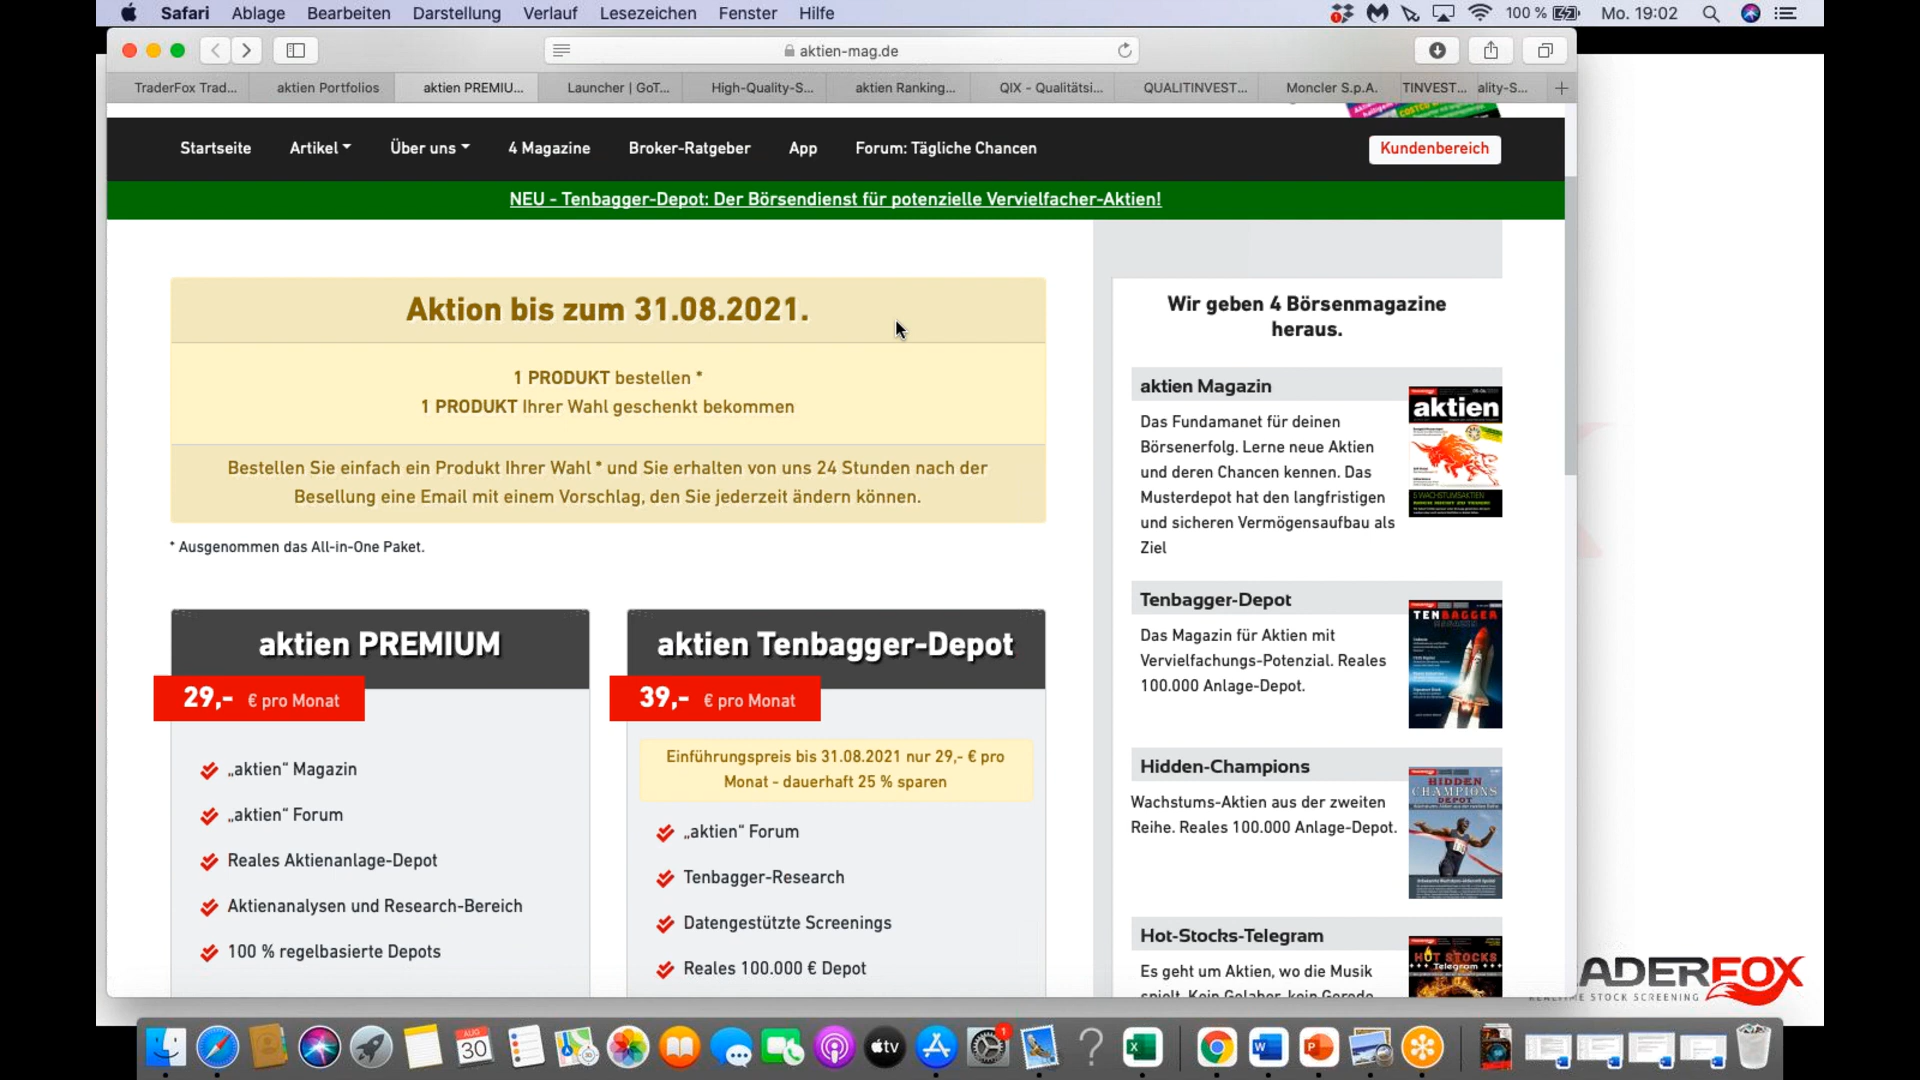 Safari Ablage Bearbeiten Darstellung Verlauf Lesezeichen Fenster Hilfe 100 % Mo. 19:02
aktien-mag.de
TraderFox Trad... aktien Portfolios aktien PREMIU... Launcher | GoT... High-Quality-S... aktien Ranking... QIX - Qualitätsi... QUALITINVEST... Moncler S.p.A. TINVEST... ality-S...
Startseite Artikel Über uns 4 Magazine Broker-Ratgeber App Forum: Tägliche Chancen Kundenbereich
NEU - Tenbagger-Depot: Der Börsendienst für potenzielle Vervielfacher-Aktien!
Aktion bis zum 31.08.2021.
1 PRODUKT bestellen *
1 PRODUKT Ihrer Wahl geschenkt bekommen
Bestellen Sie einfach ein Produkt Ihrer Wahl * und Sie erhalten von uns 24 Stunden nach der
Besellung eine Email mit einem Vorschlag, den Sie jederzeit ändern können.
* Ausgenommen das All-in-One Paket.
aktien PREMIUM
29,- € pro Monat
„aktien“ Magazin
„aktien“ Forum
Reales Aktienanlage-Depot
Aktienanalysen und Research-Bereich
100 % regelbasierte Depots
aktien Tenbagger-Depot
39,- € pro Monat
Einführungspreis bis 31.08.2021 nur 29,- € pro
Monat - dauerhaft 25 % sparen
„aktien“ Forum
Tenbagger-Research
Datengestützte Screenings
Reales 100.000 € Depot
Wir geben 4 Börsenmagazine
heraus.
aktien Magazin
Das Fundamanet für deinen
Börsenerfolg. Lerne neue Aktien
und deren Chancen kennen. Das
Musterdepot hat den langfristigen
und sicheren Vermögensaufbau als
Ziel
aktien
Tenbagger-Depot
Das Magazin für Aktien mit
Vervielfachungs-Potenzial. Reales
100.000 Anlage-Depot.
TENBAGGER
Hidden-Champions
Wachstums-Aktien aus der zweiten
Reihe. Reales 100.000 Anlage-Depot.
HIDDEN
CHAMPIONS
DEPOT
Hot-Stocks-Telegram
Es geht um Aktien, wo die Musik
spielt. Kein Gelaber, kein Gerede
HOT STOCKS
Telegram
ADERFOX
STOCK SCREENING
AUG
30
tv
1